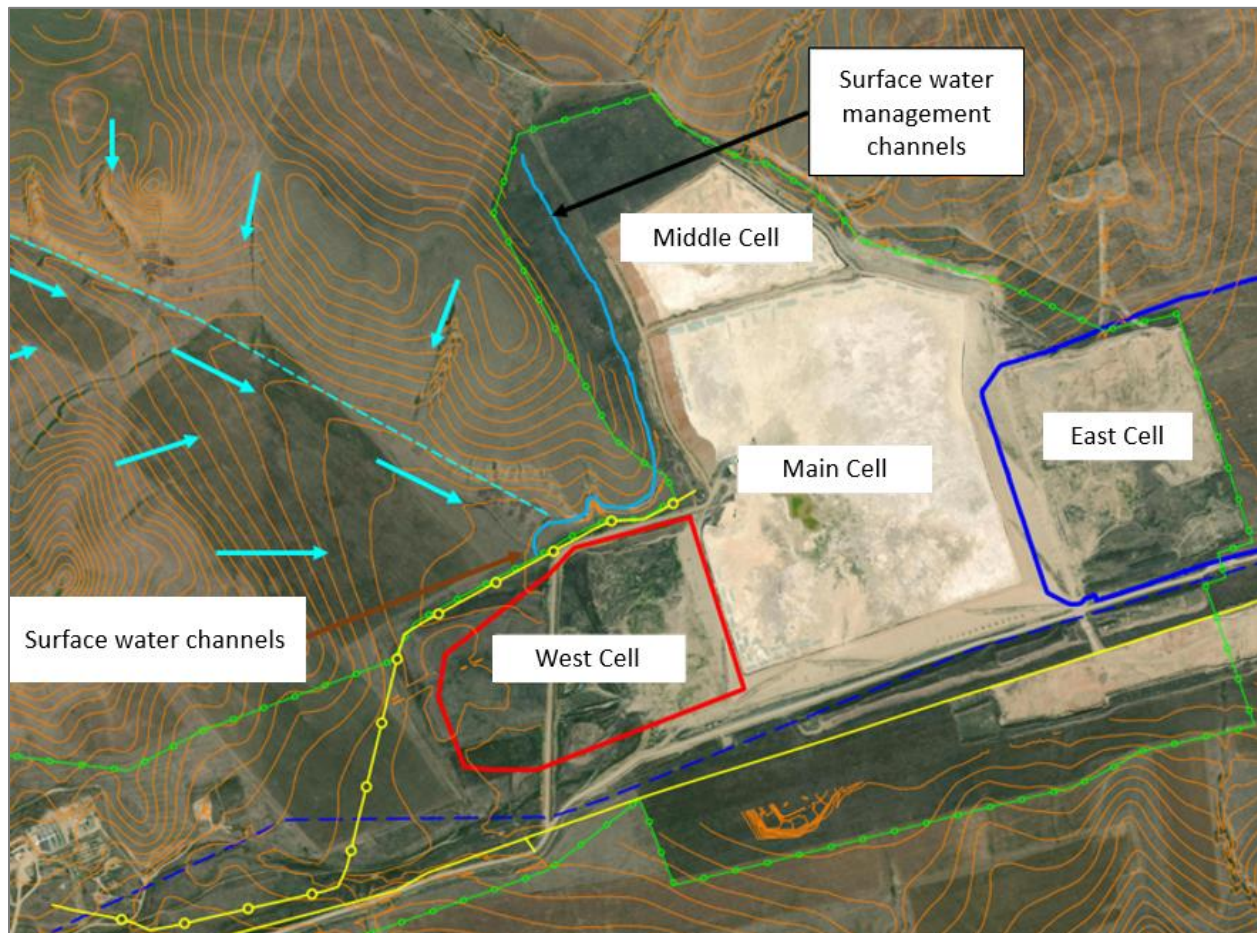 Surface water
management
channels
Middle Cell
East Cell
Main Cell
Surface water channels
West Cell